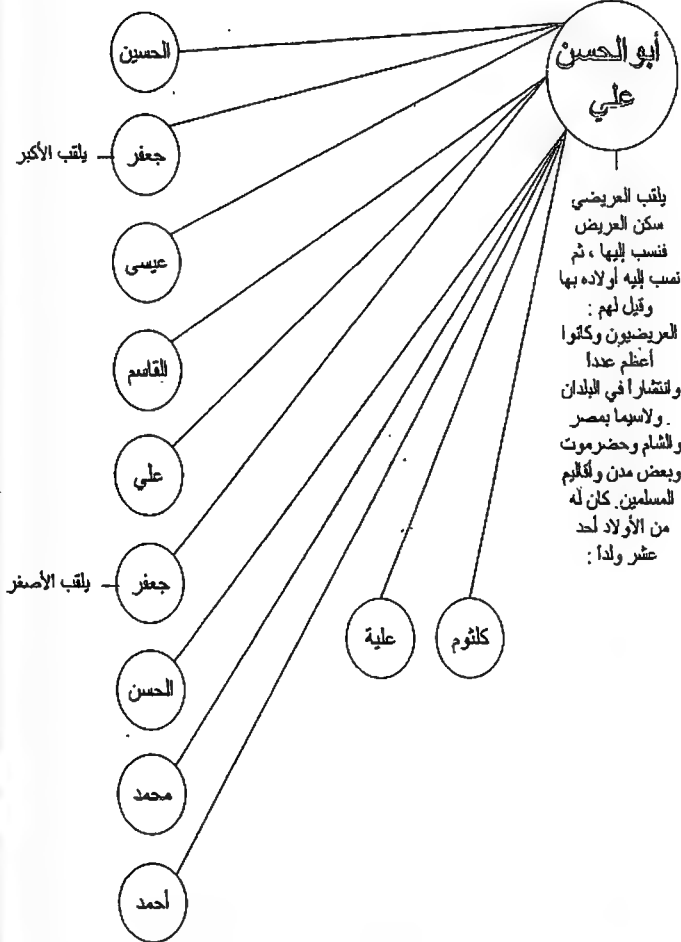 أبو الحسن
علي
يلقب العريضي
سكن العريض
فنسب إليها ، ثم
نسب إليه أولاده بها
وقيل لهم :
العريضيون وكانوا
أعظم عددا
وانتشاراً في البلدان
. ولاسيما بمصر
والشام وحضرموت
وبعض مدن وأقاليم
المسلمين. كان له
من الأولاد أحد
عشر ولداً :
الحسين
جعفر
يلقب الأكبر
عيسى
القاسم
علي
جعفر
يلقب الأصغر
الحسن
محمد
أحمد
علية
كلثوم